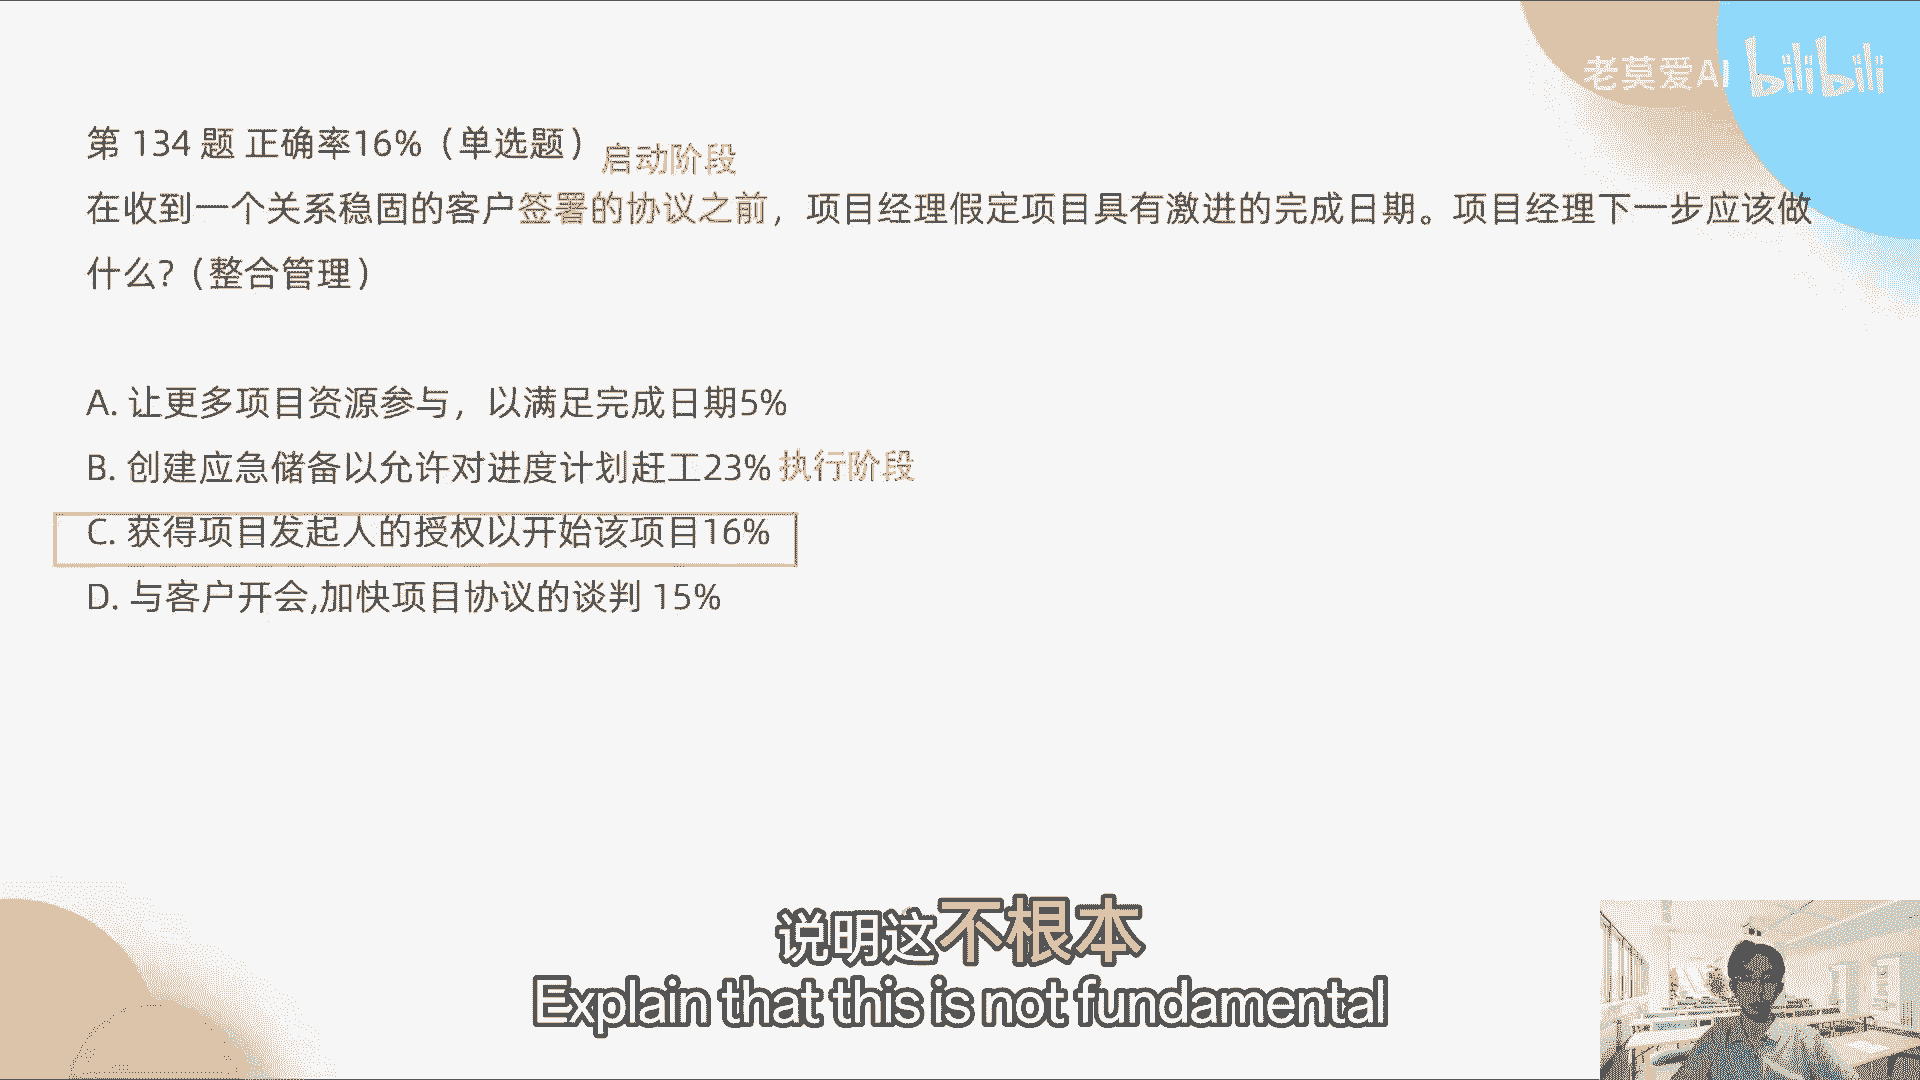 老莫爱AI bilibili
第 134 题 正确率16%（单选题） 启动阶段
在收到一个关系稳固的客户签署的协议之前，项目经理假定项目具有激进的完成日期。项目经理下一步应该做
什么?（整合管理）
A. 让更多项目资源参与，以满足完成日期5%
B. 创建应急储备以允许对进度计划赶工23% 执行阶段
C. 获得项目发起人的授权以开始该项目16%
D. 与客户开会,加快项目协议的谈判 15%
说明这不根本
Explain that this is not fundamental